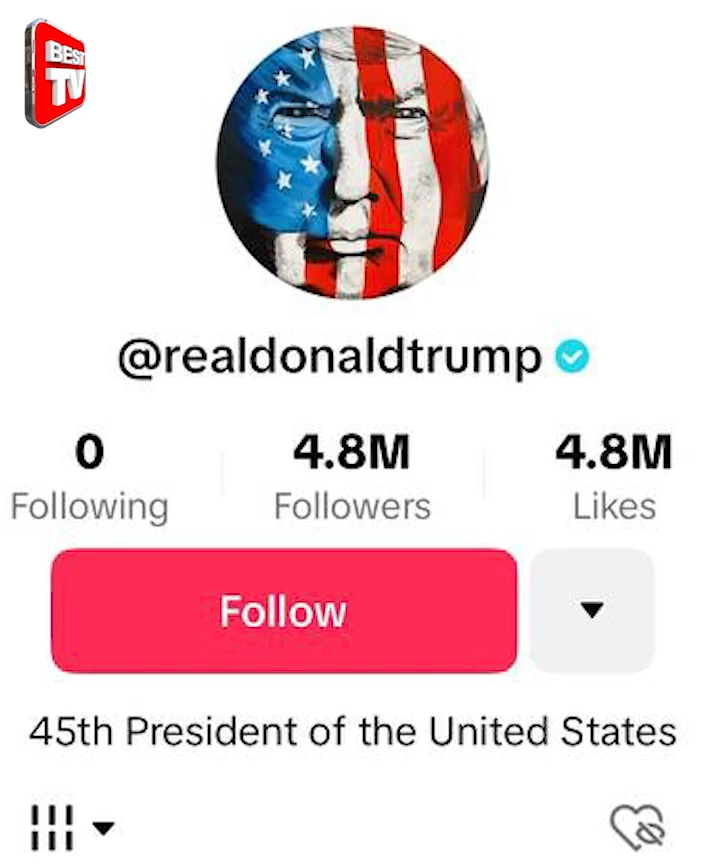 BEST
TV
@realdonaldtrump
0 4.8M 4.8M
Following Followers Likes
Follow
45th President of the United States